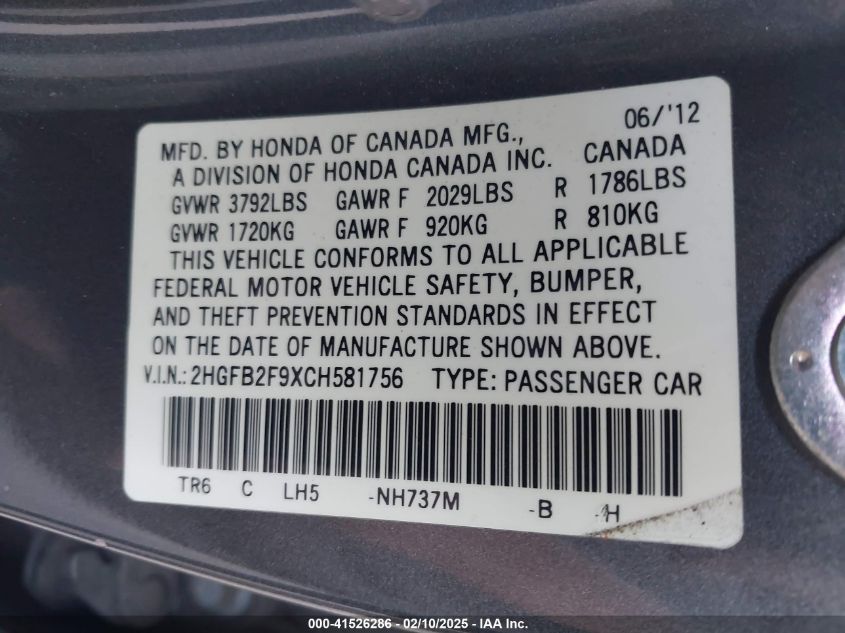 06/'12
MFD. BY HONDA OF CANADA MFG.,
A DIVISION OF HONDA CANADA INC. CANADA
GVWR 3792LBS GAWR F 2029LBS R 1786LBS
GVWR 1720KG GAWR F 920KG R 810KG
THIS VEHICLE CONFORMS TO ALL APPLICABLE
FEDERAL MOTOR VEHICLE SAFETY, BUMPER,
AND THEFT PREVENTION STANDARDS IN EFFECT
ON THE DATE OF MANUFACTURE SHOWN ABOVE.
V.I.N.: 2HGFB2F9XCH581756 TYPE: PASSENGER CAR
TR6 C LH5 -NH737M -B -H
000-41526286 - 02/10/2025 - IAAI INC.